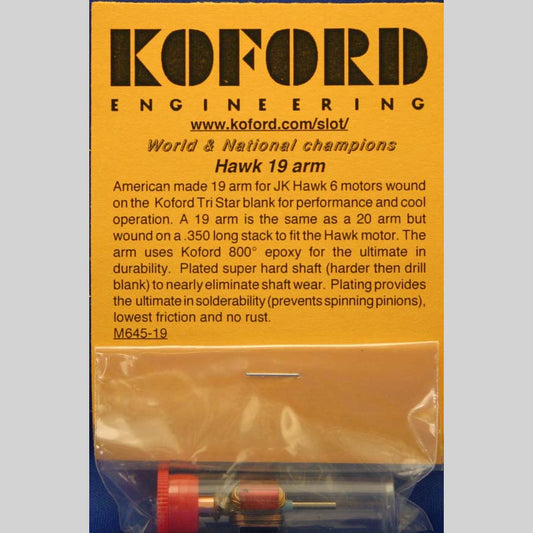 KOFORD
ENGINEERING
www.koford.com/slot/
World & National champions
Hawk 19 arm
American made 19 arm for JK Hawk 6 motors wound
on the Koford Tri Star blank for performance and cool
operation. A 19 arm is the same as a 20 arm but
wound on a .350 long stack to fit the Hawk motor. The
arm uses Koford 800° epoxy for the ultimate in
durability. Plated super hard shaft (harder then drill
blank) to nearly eliminate shaft wear. Plating provides
the ultimate in solderability (prevents spinning pinions),
lowest friction and no rust.
M645-19